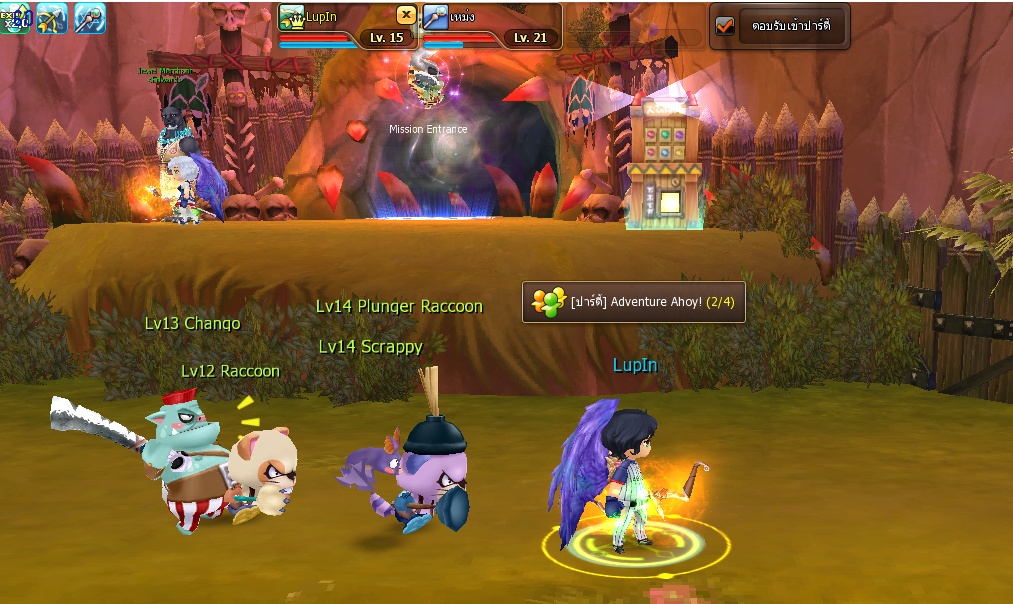 EXP
LupIn
เหม่ง
Lv. 15
Lv. 21
ตอบรับเข้าปาร์ตี้
Mission Entrance
[ปาร์ตี้] Adventure Ahoy! (2/4)
Lv14 Plunger Raccoon
Lv13 Chango
Lv14 Scrappy
LupIn
Lv12 Raccoon